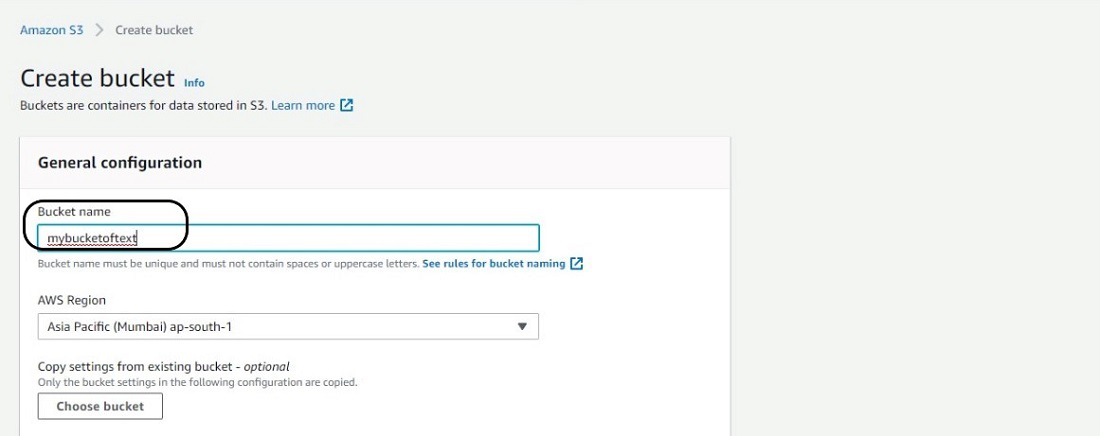 Amazon S3 > Create bucket
Create bucket Info
Buckets are containers for data stored in S3. Learn more
General configuration
Bucket name
mybucketoftext
Bucket name must be unique and must not contain spaces or uppercase letters. See rules for bucket naming
AWS Region
Asia Pacific (Mumbai) ap-south-1
Copy settings from existing bucket - optional
Only the bucket settings in the following configuration are copied.
Choose bucket